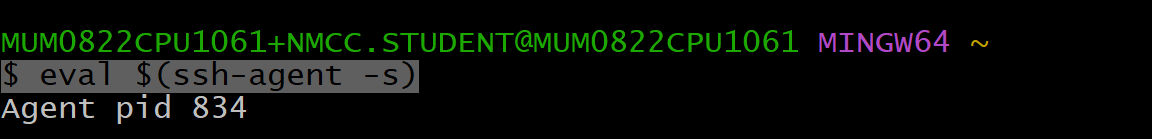 MUM0822CPU1061+NMCC.STUDENT@MUM0822CPU1061 MINGW64 ~
$ eval $(ssh-agent -s)
Agent pid 834